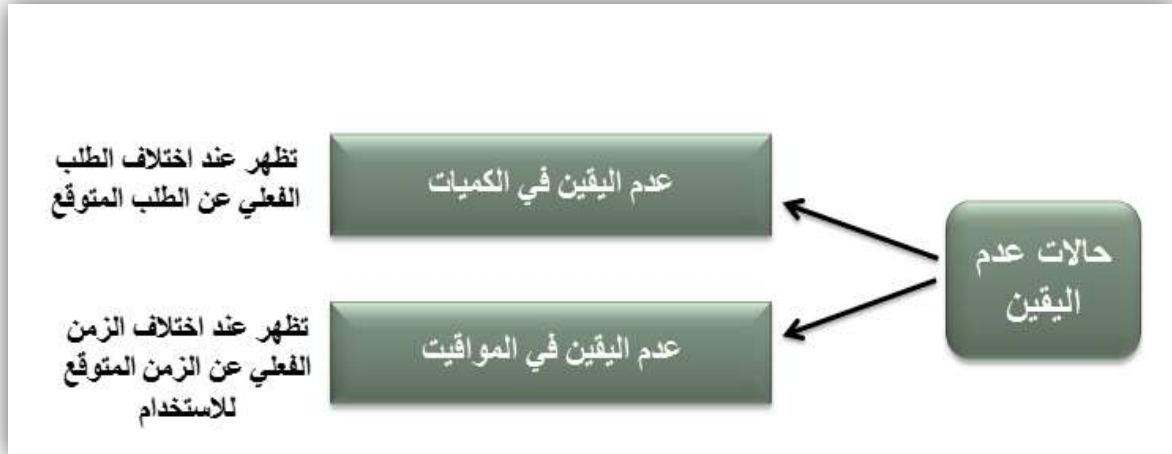 حالات عدم
اليقين
عدم اليقين في الكميات
تظهر عند اختلاف الطلب
الفعلي عن الطلب المتوقع
عدم اليقين في المواقيت
تظهر عند اختلاف الزمن
الفعلي عن الزمن المتوقع
للاستخدام